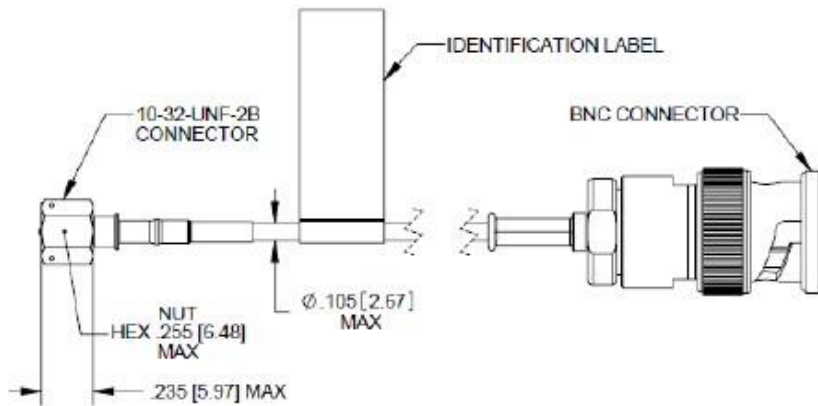 IDENTIFICATION LABEL
10-32-UNF-2B
CONNECTOR
BNC CONNECTOR
NUT
HEX .255 [6.48]
MAX
Ø.105 [2.67]
MAX
.235 [5.97] MAX